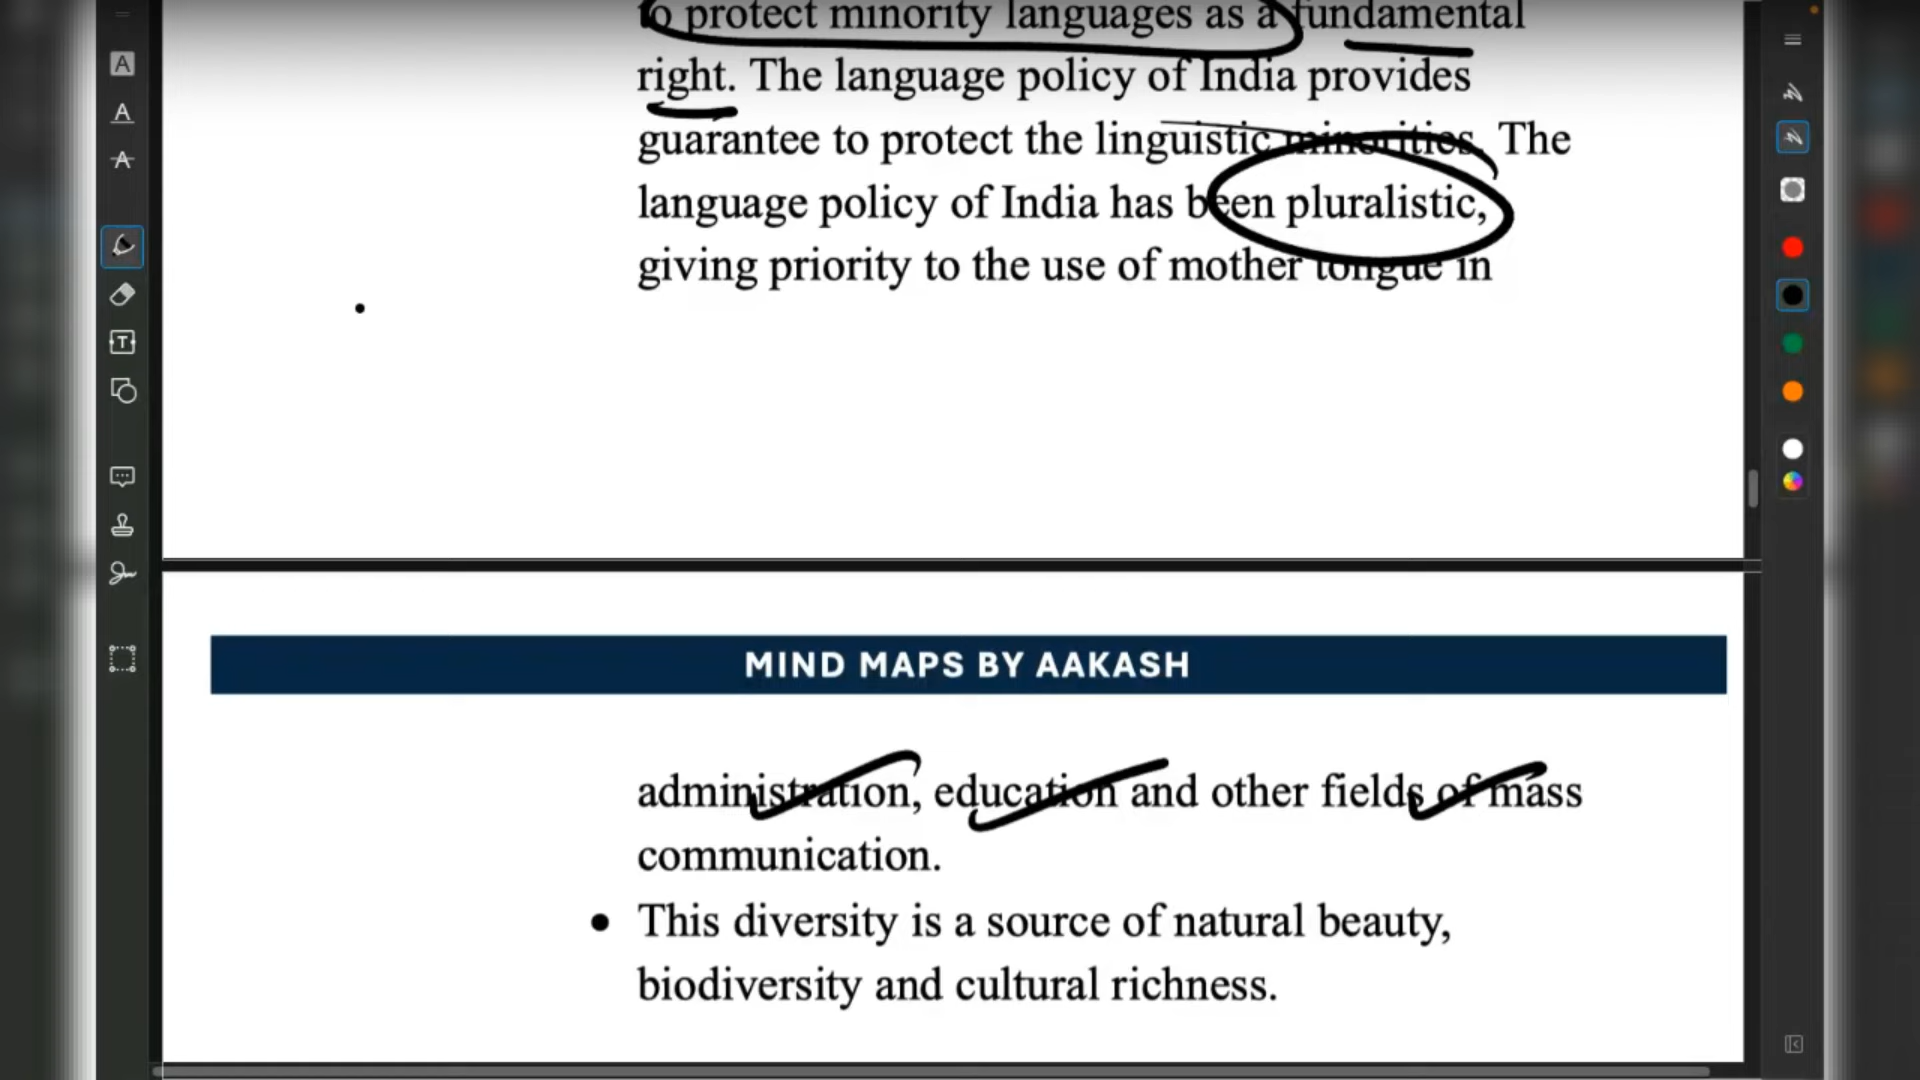 to protect minority languages as a fundamental
right. The language policy of India provides
guarantee to protect the linguistic minorities. The
language policy of India has been pluralistic,
giving priority to the use of mother tongue in
MIND MAPS BY AAKASH
administration, education and other fields of mass
communication.
• This diversity is a source of natural beauty,
biodiversity and cultural richness.